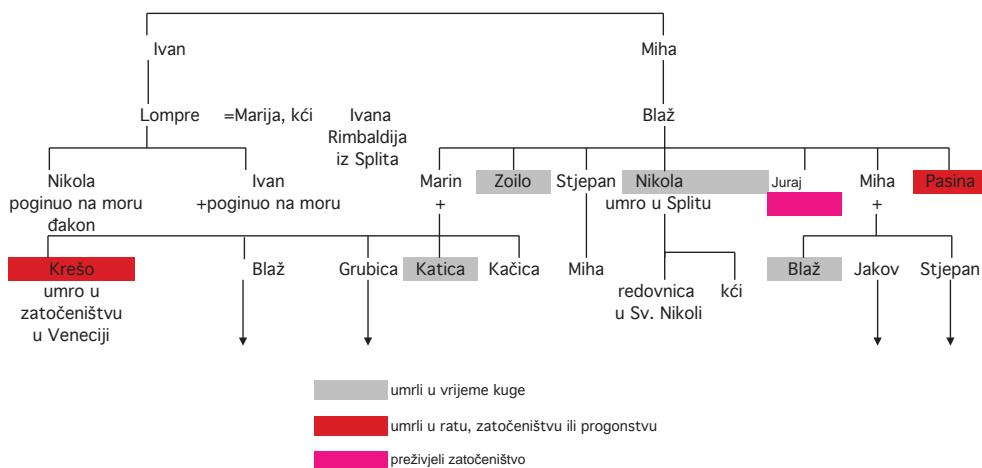 Ivan Miha
Lompre =Marija, kći Ivana Blaž
Rimbaldija
iz Splita
Nikola Ivan Marin Zoilo Stjepan Nikola Juraj Miha Pasina
poginuo na moru +poginuo na moru + umro u Splitu +
đakon
Krešo Blaž Grubica Katica Kačica Miha Blaž Jakov Stjepan
umro u redovnica kći
zatočeništvu u Sv. Nikoli
u Veneciji
umrli u vrijeme kuge
umrli u ratu, zatočeništvu ili progonstvu
preživjeli zatočeništvo